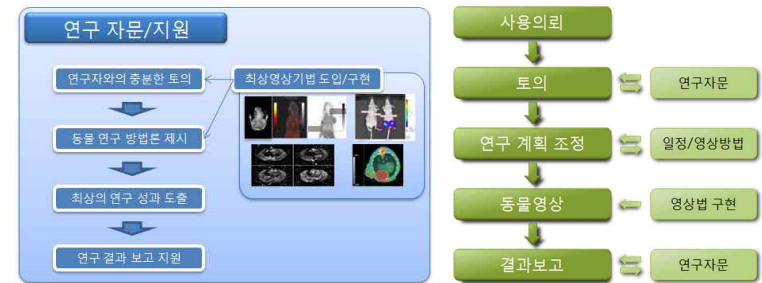 연구 자문/지원
연구자와의 충분한 토의
최상영상기법 도입/구현
동물 연구 방법론 제시
최상의 연구 성과 도출
연구 결과 보고 지원
사용의뢰
토의
연구자문
연구 계획 조정
일정/영상방법
동물영상
영상법 구현
결과보고
연구자문